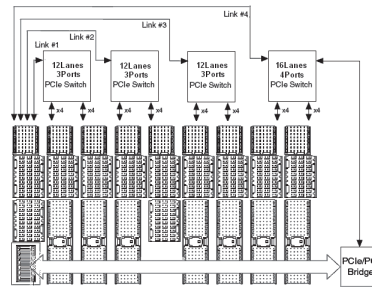 Link #4
Link #3
Link #2
Link #1
12Lanes
3Ports
PCIe Switch
12Lanes
3Ports
PCIe Switch
12Lanes
3Ports
PCIe Switch
16Lanes
4Ports
PCIe Switch
x4
x4
x4
x4
x4
x4
x4
x4
PCIe/PC
Bridge